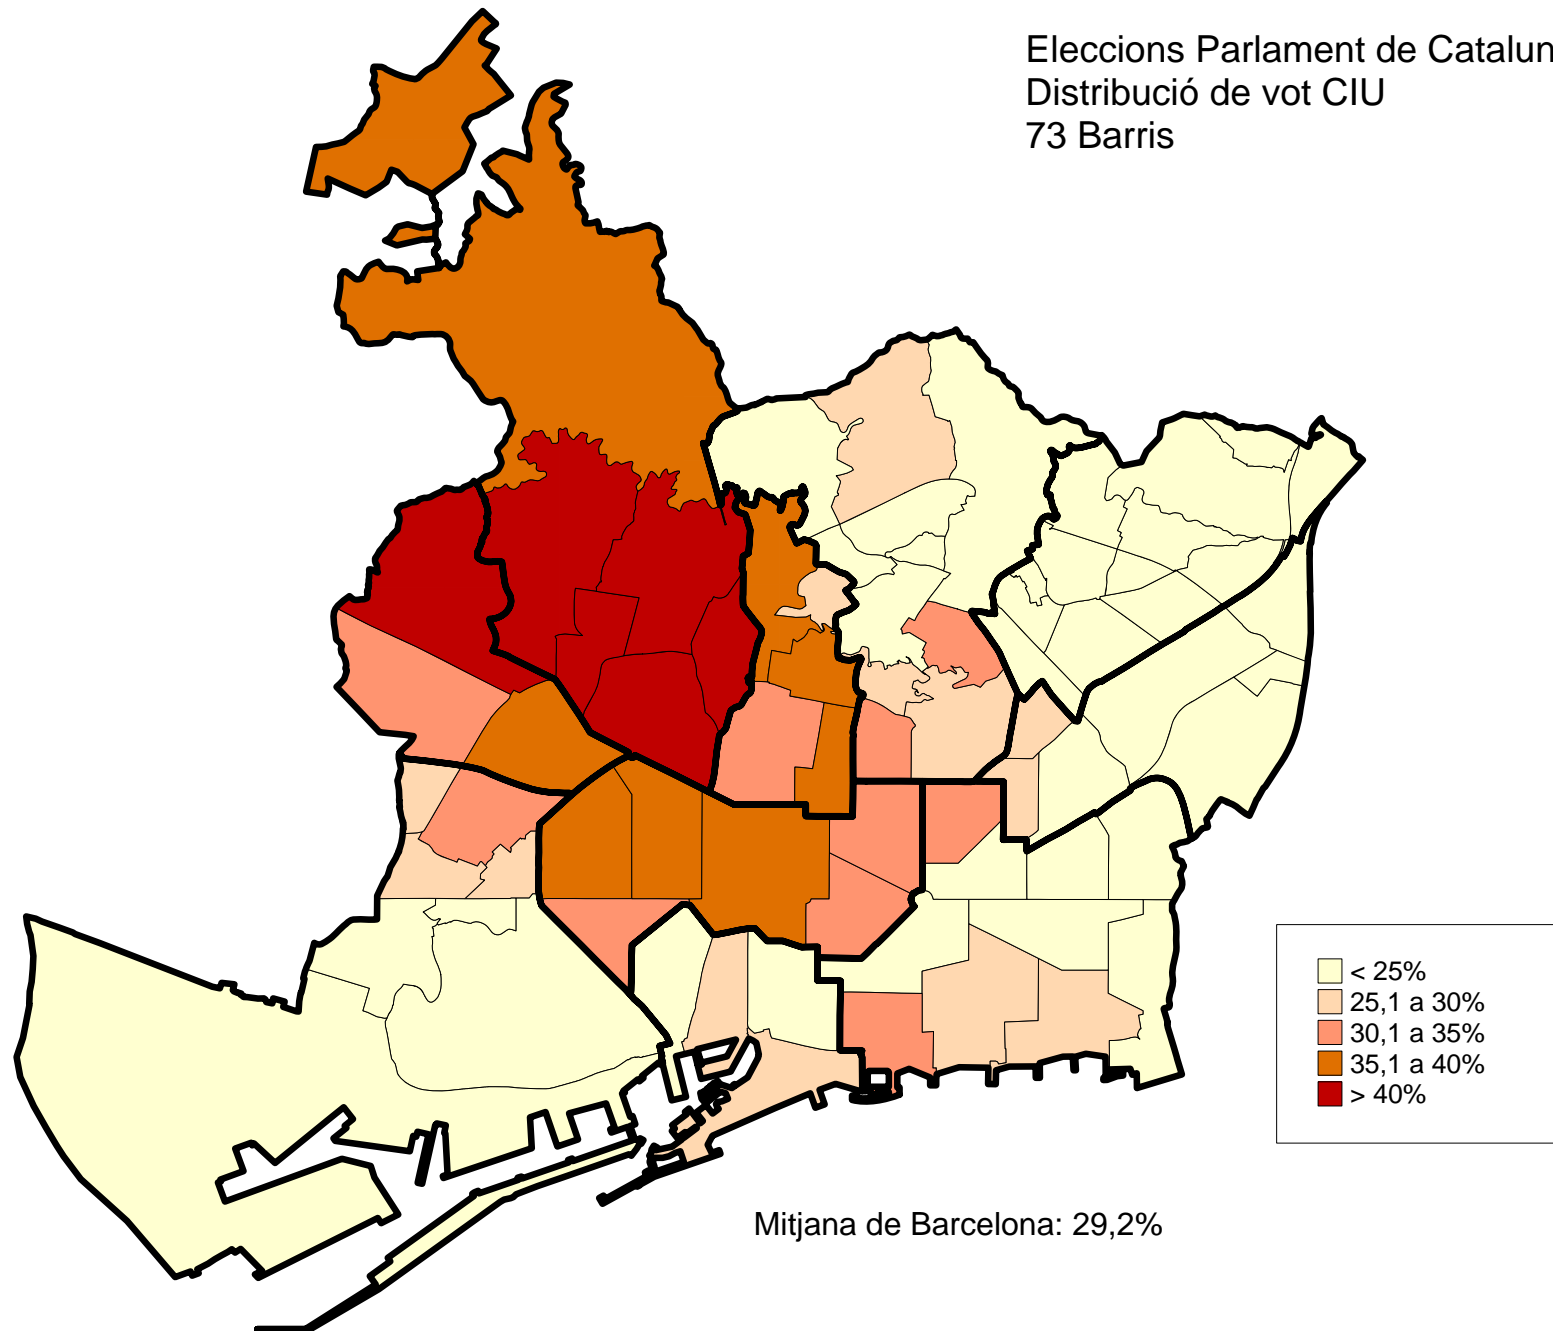 Eleccions Parlament de Catalun
Distribució de vot CIU
73 Barris
< 25%
25,1 a 30%
30,1 a 35%
35,1 a 40%
> 40%
Mitjana de Barcelona: 29,2%